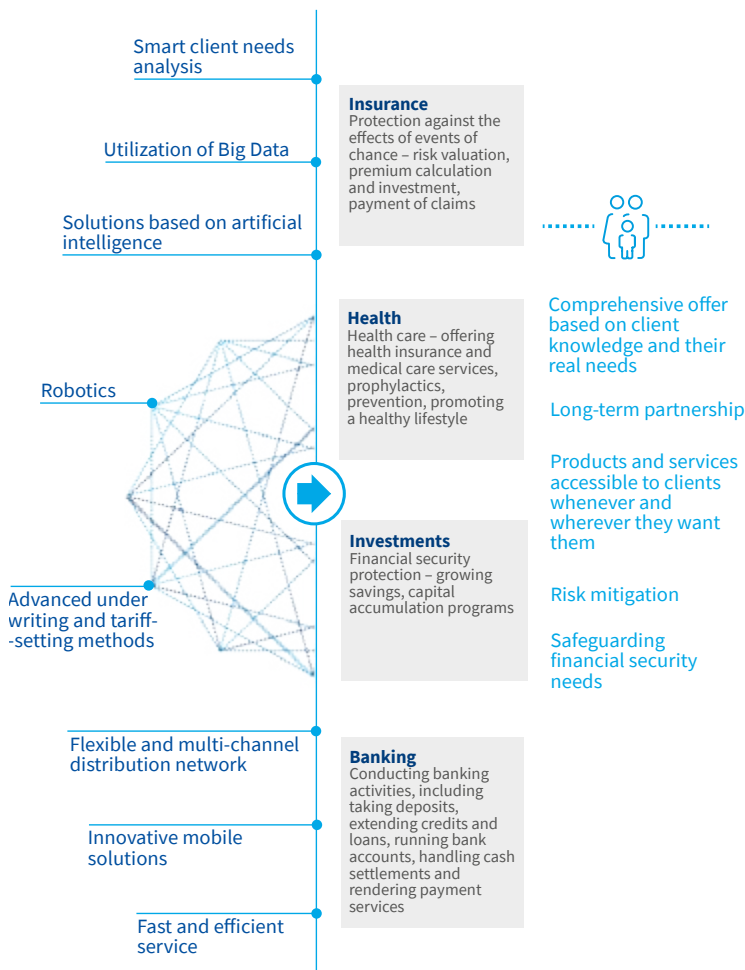 Smart client needs
analysis
Utilization of Big Data
Solutions based on artificial
intelligence
Robotics
Advanced under
writing and tariff-
-setting methods
Flexible and multi-channel
distribution network
Innovative mobile
solutions
Fast and efficient
service
Insurance
Protection against the
effects of events of
chance – risk valuation,
premium calculation
and investment,
payment of claims
Health
Health care – offering
health insurance and
medical care services,
prophylactics,
prevention, promoting
a healthy lifestyle
Investments
Financial security
protection – growing
savings, capital
accumulation programs
Banking
Conducting banking
activities, including
taking deposits,
extending credits and
loans, running bank
accounts, handling cash
settlements and
rendering payment
services
Comprehensive offer
based on client
knowledge and their
real needs
Long-term partnership
Products and services
accessible to clients
whenever and
wherever they want
them
Risk mitigation
Safeguarding
financial security
needs